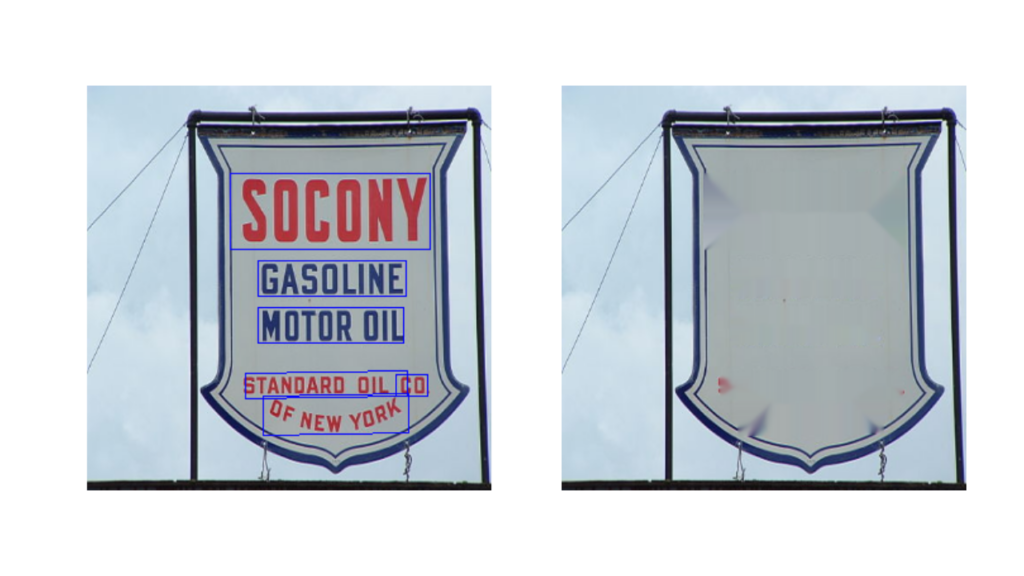 SOCONY
GASOLINE
MOTOR OIL
STANDARD OIL CO
OF NEW YORK